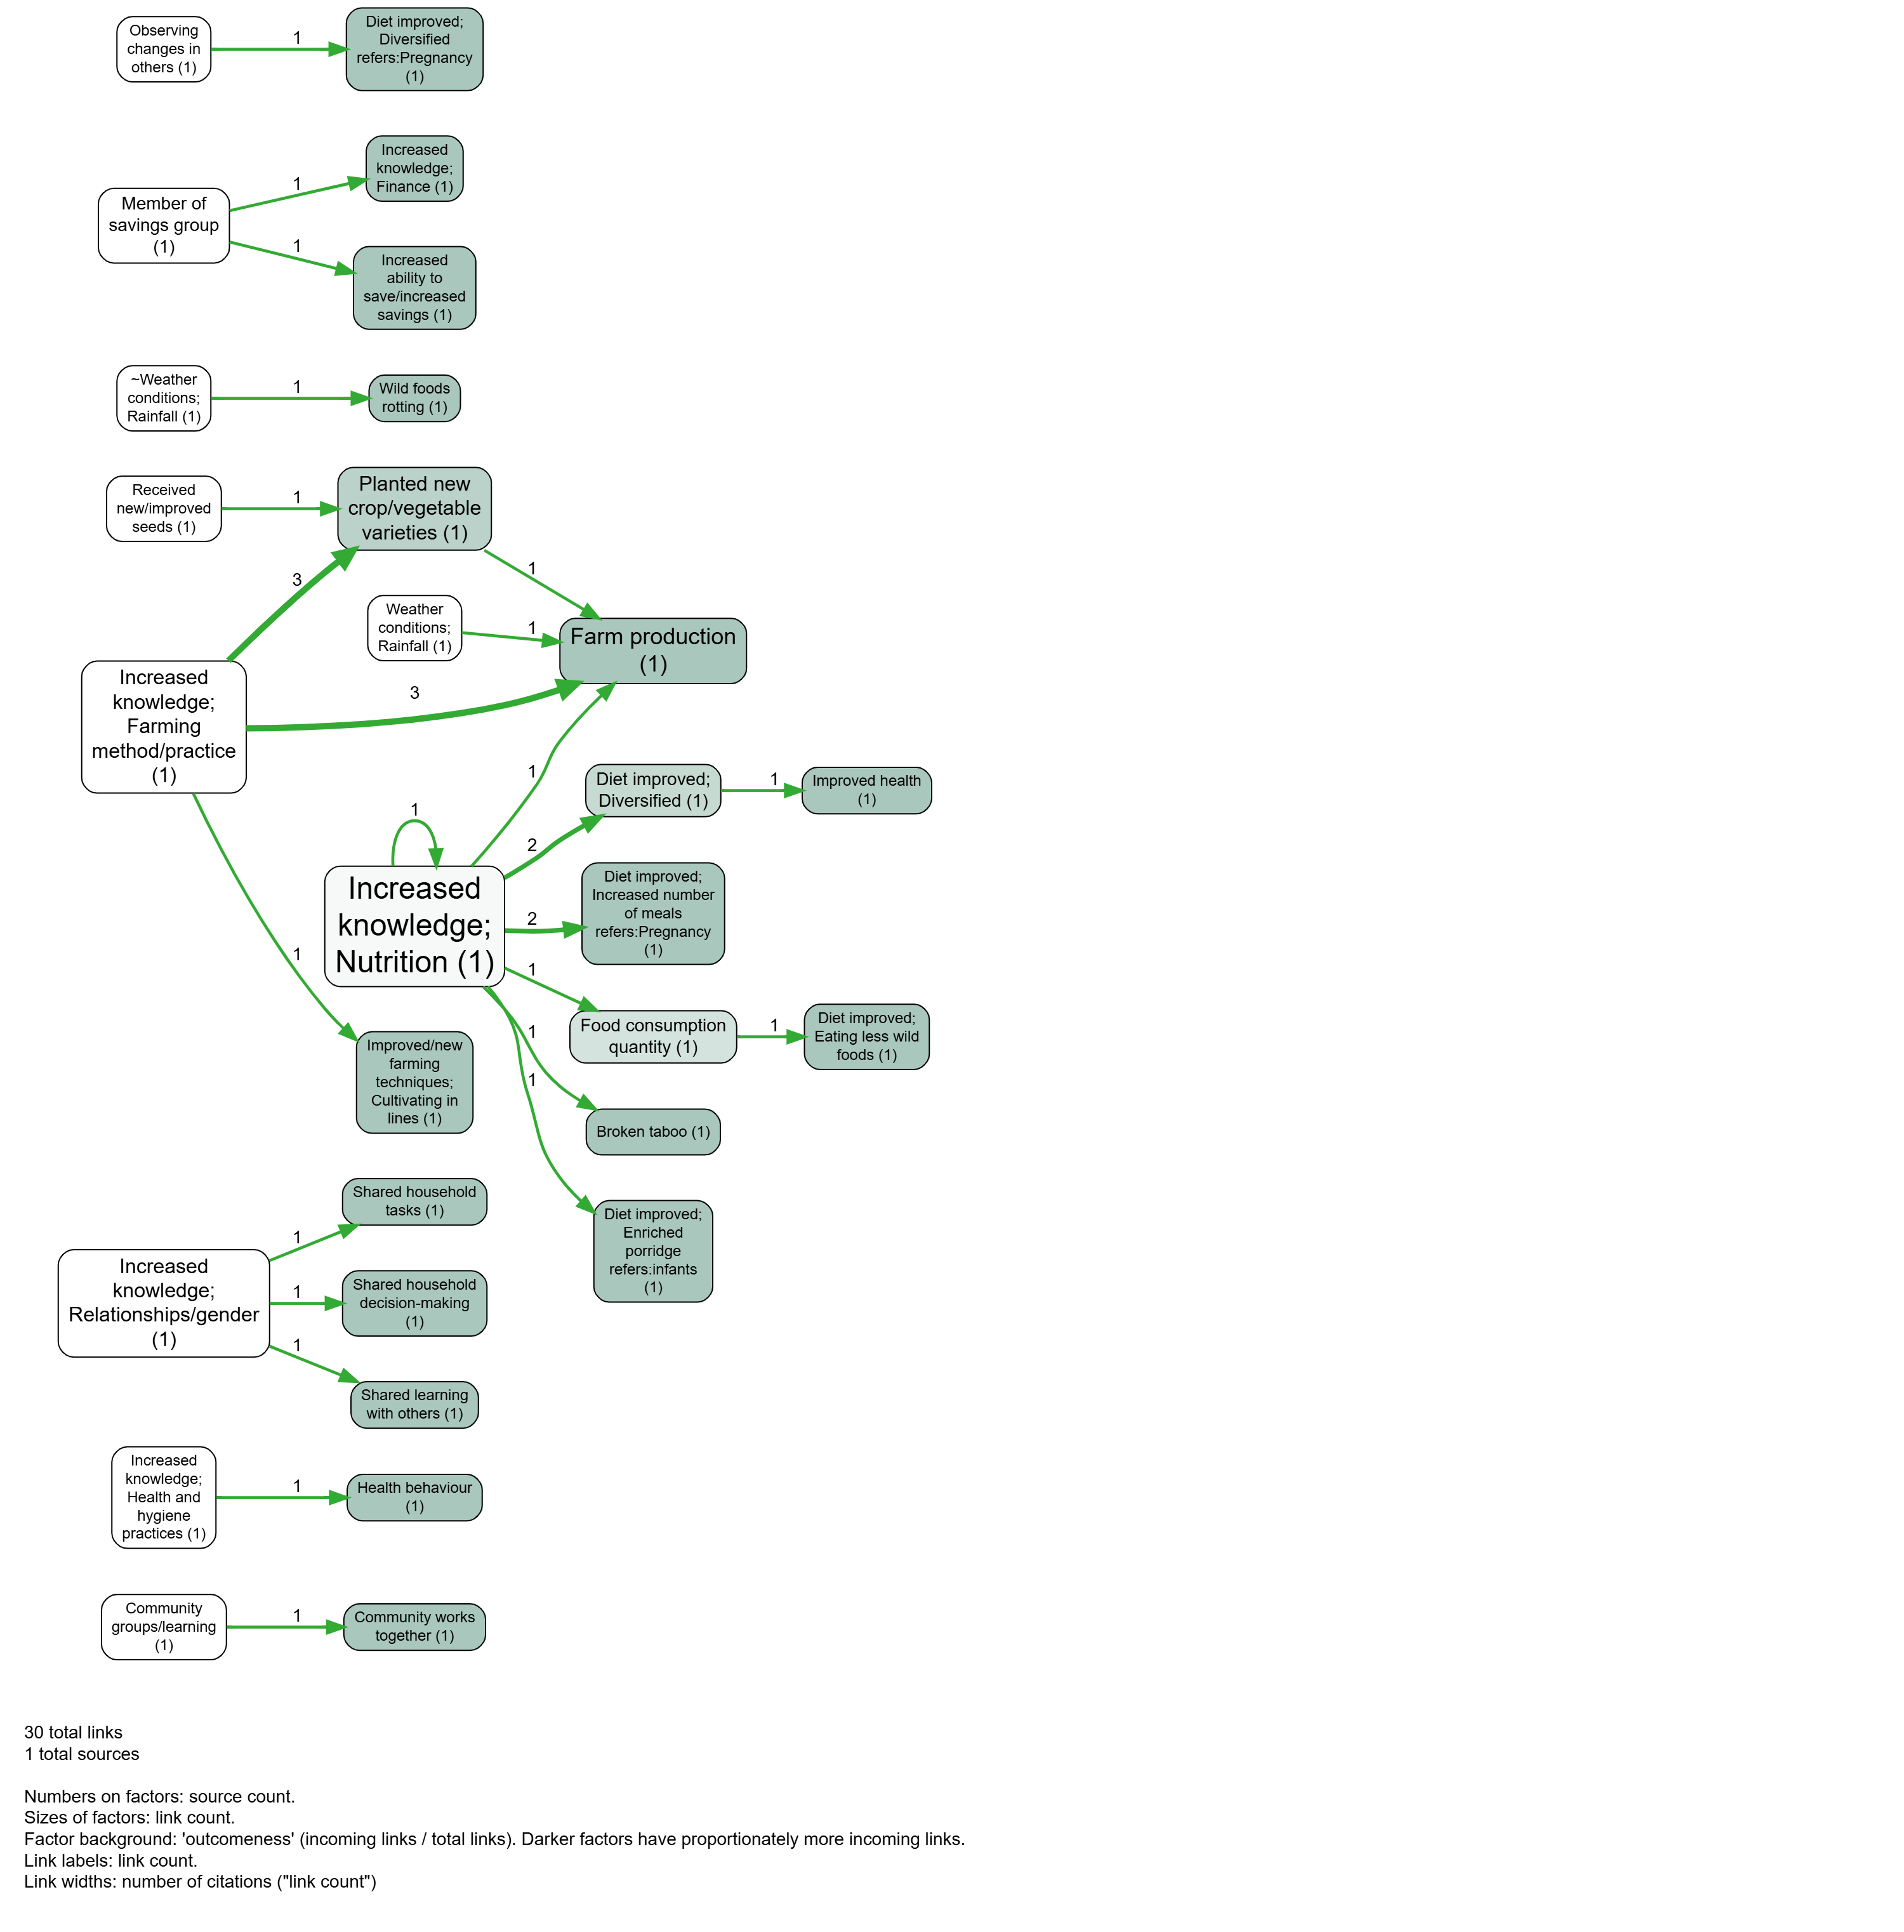 Observing
changes in
others (1)
1
Diet improved;
Diversified
refers:Pregnancy
(1)
Member of
savings group
(1)
1
Increased
knowledge;
Finance (1)
1
Increased
ability to
save/increased
savings (1)
~Weather
conditions;
Rainfall (1)
1
Wild foods
rotting (1)
Received
new/improved
seeds (1)
1
Planted new
crop/vegetable
varieties (1)
3
1
Weather
conditions;
Rainfall (1)
1
Farm production
(1)
Increased
knowledge;
Farming
method/practice
(1)
3
1
1
1
Increased
knowledge;
Nutrition (1)
2
Diet improved;
Diversified (1)
1
Improved health
(1)
2
Diet improved;
Increased number
of meals
refers:Pregnancy
(1)
1
Food consumption
quantity (1)
1
Diet improved;
Eating less wild
foods (1)
1
Broken taboo (1)
1
Diet improved;
Enriched
porridge
refers:infants
(1)
Improved/new
farming
techniques;
Cultivating in
lines (1)
Increased
knowledge;
Relationships/gender
(1)
1
Shared household
tasks (1)
1
Shared household
decision-making
(1)
1
Shared learning
with others (1)
Increased
knowledge;
Health and
hygiene
practices (1)
1
Health behaviour
(1)
Community
groups/learning
(1)
1
Community works
together (1)
30 total links
1 total sources
Numbers on factors: source count.
Sizes of factors: link count.
Factor background: 'outcomeness' (incoming links / total links). Darker factors have proportionately more incoming links.
Link labels: link count.
Link widths: number of citations ("link count")